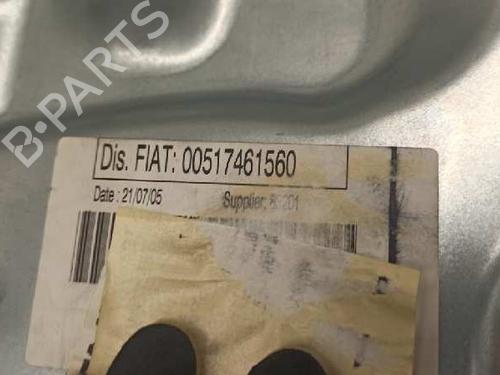 B-PARTS
Dis. FIAT: 00517461560
Date : 21/07/05 Supplier: